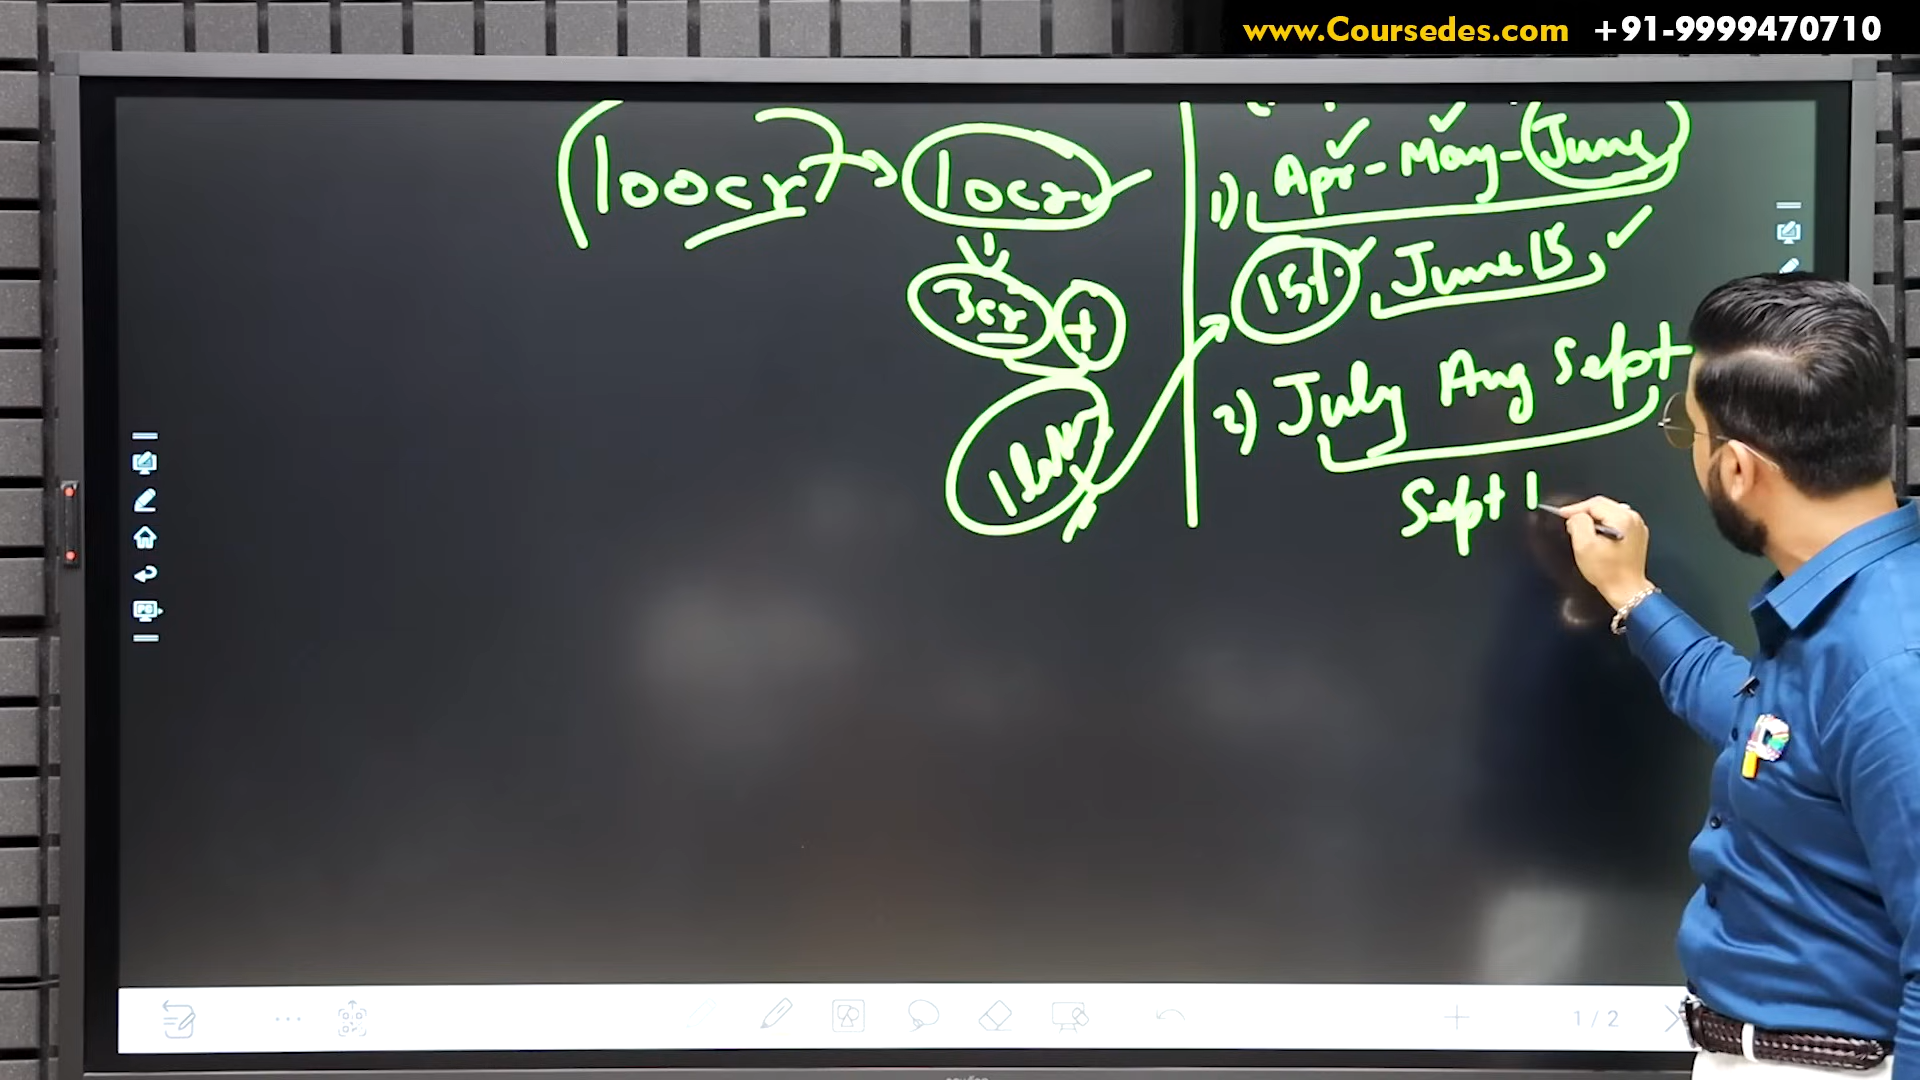 www.Coursedes.com +91-9999470710
(100cr) → 10cr ✓
3cr +
1) Apr - May - June
15% June 15 ✓
2) July Aug Sept
Sept 1
1 / 2